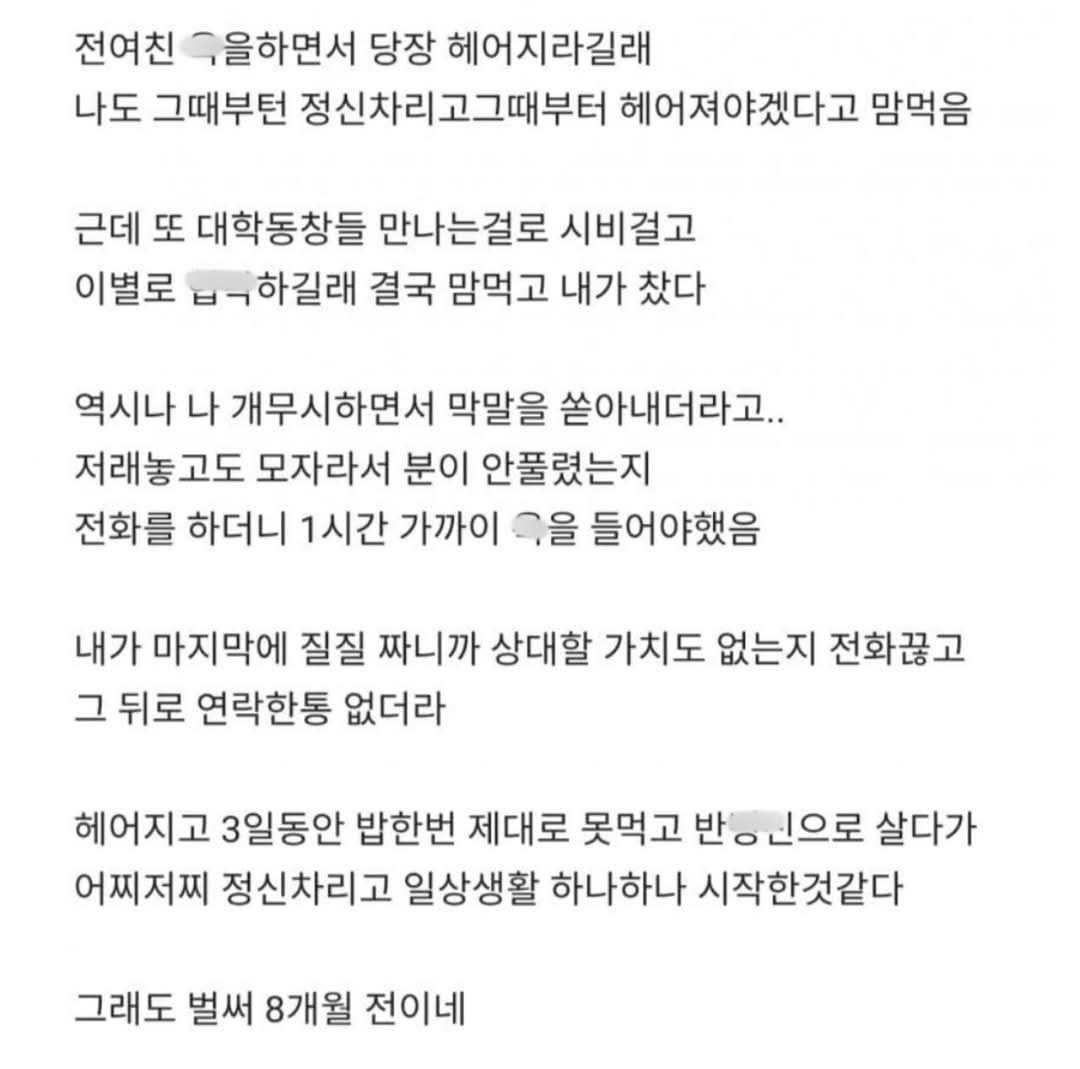 전여친 을하면서 당장 헤어지라길래
나도 그때부턴 정신차리고그때부터 헤어져야겠다고 맘먹음
근데 또 대학동창들 만나는걸로 시비걸고
이별로 하길래 결국 맘먹고 내가 찼다
역시나 나 개무시하면서 막말을 쏟아내더라고..
저래놓고도 모자라서 분이 안풀렸는지
전화를 하더니 1시간 가까이 을 들어야했음
내가 마지막에 질질 짜니까 상대할 가치도 없는지 전화끊고
그 뒤로 연락한통 없더라
헤어지고 3일동안 밥한번 제대로 못먹고 으로 살다가
어찌저찌 정신차리고 일상생활 하나하나 시작한것같다
그래도 벌써 8개월 전이네